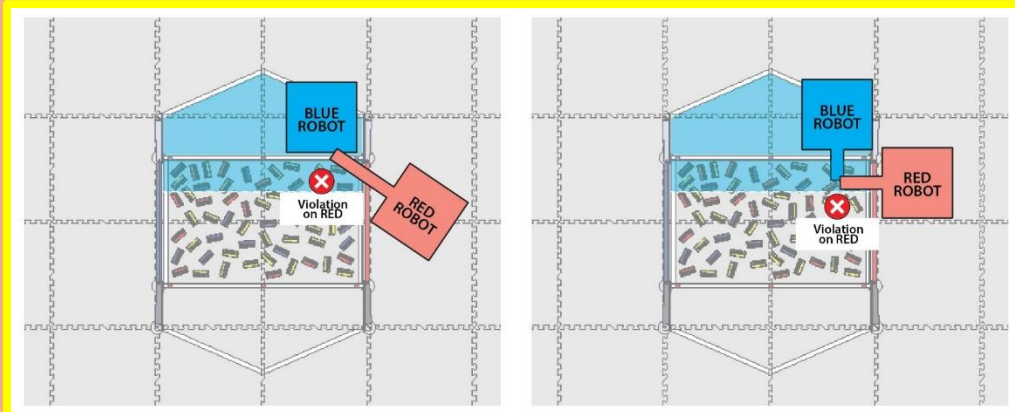 BLUE
ROBOT
RED
ROBOT
Violation
on RED
BLUE
ROBOT
RED
ROBOT
Violation
on RED